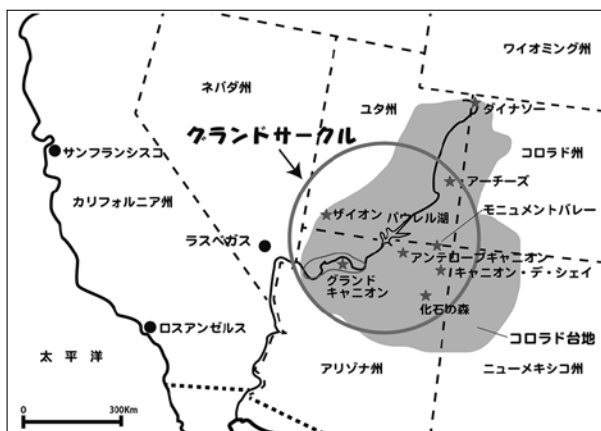 ワイオミング州
ネバダ州
ユタ州
ダイナソー
グランドサークル
コロラド州
サンフランシスコ
アーチーズ
カリフォルニア州
ザイオン
パウレル湖
モニュメントバレー
ラスベガス
アンテロープキャニオン
キャニオン・デ・シェイ
グランド
キャニオン
化石の森
ロスアンゼルス
コロラド台地
太平洋
アリゾナ州
ニューメキシコ州
0 300Km